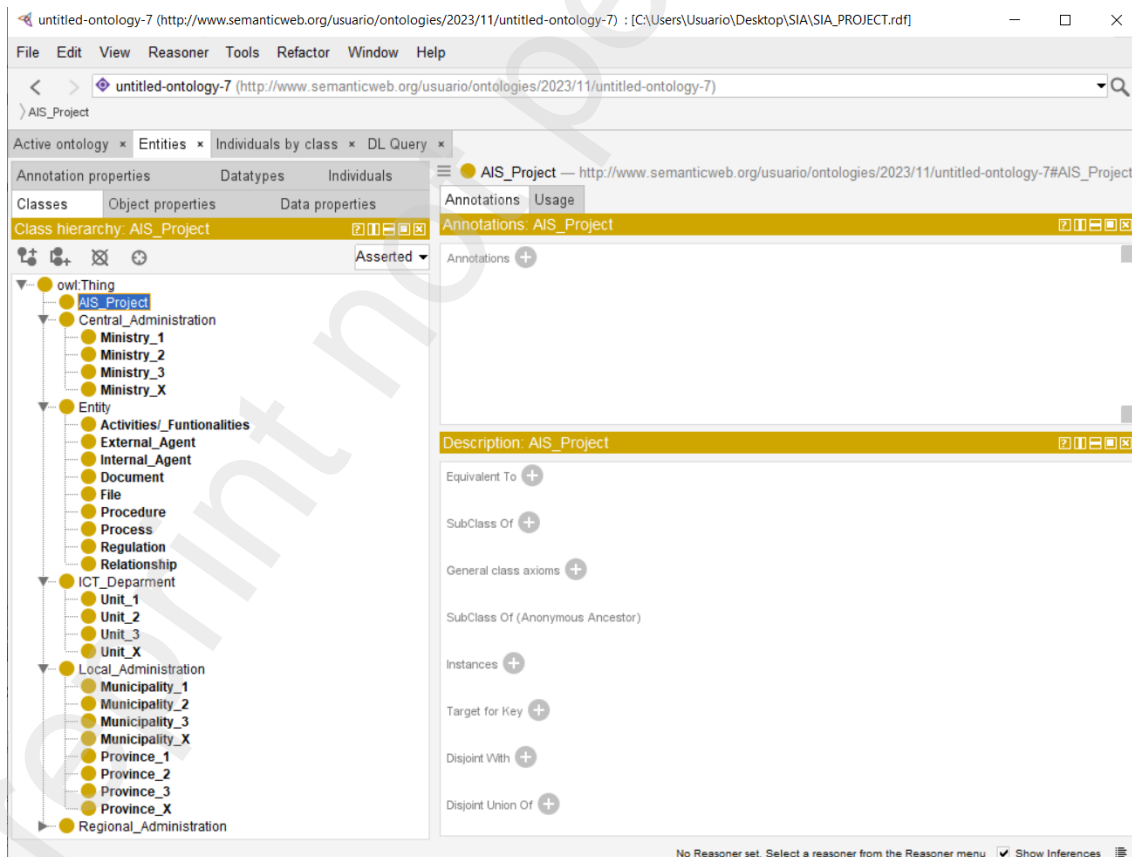 untitled-ontology-7 (http://www.semanticweb.org/usuario/ontologies/2023/11/untitled-ontology-7) : [C:\Users\Usuario\Desktop\SIA\SIA_PROJECT.rdf]
File Edit View Reasoner Tools Refactor Window Help
untitled-ontology-7 (http://www.semanticweb.org/usuario/ontologies/2023/11/untitled-ontology-7)
AIS_Project
Active ontology × Entities × Individuals by class × DL Query ×
Annotation properties Datatypes Individuals
Classes Object properties Data properties
Class hierarchy: AIS_Project
Asserted
owl:Thing
AIS_Project
Central_Administration
Ministry_1
Ministry_2
Ministry_3
Ministry_X
Entity
Activities/_Funtionalities
External_Agent
Internal_Agent
Document
File
Procedure
Process
Regulation
Relationship
ICT_Deparment
Unit_1
Unit_2
Unit_3
Unit_X
Local_Administration
Municipality_1
Municipality_2
Municipality_3
Municipality_X
Province_1
Province_2
Province_3
Province_X
Regional_Administration
AIS_Project — http://www.semanticweb.org/usuario/ontologies/2023/11/untitled-ontology-7#AIS_Project
Annotations Usage
Annotations: AIS_Project
Annotations
Description: AIS_Project
Equivalent To
SubClass Of
General class axioms
SubClass Of (Anonymous Ancestor)
Instances
Target for Key
Disjoint With
Disjoint Union Of
No Reasoner set. Select a reasoner from the Reasoner menu Show Inferences